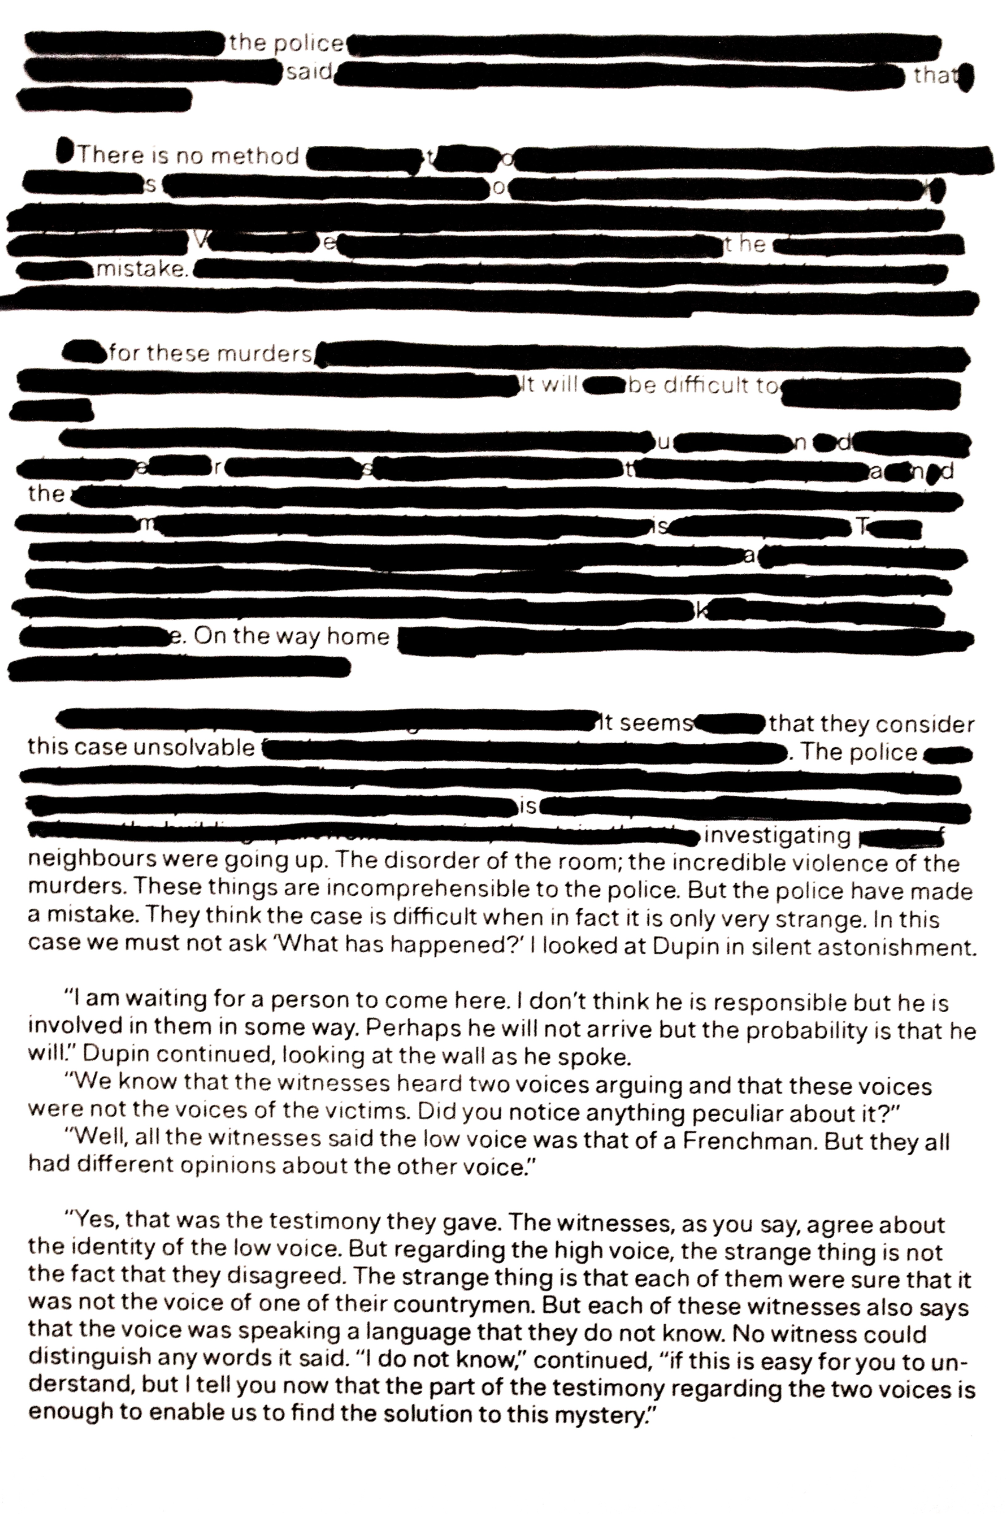 the police
said that
There is no method t o
s o k
V e t he
mistake.
for these murders
It will be difficult to
u n d
e r s t a n d
the
m is T
a
k
e. On the way home
It seems that they consider
this case unsolvable . The police
is
investigating
neighbours were going up. The disorder of the room; the incredible violence of the
murders. These things are incomprehensible to the police. But the police have made
a mistake. They think the case is difficult when in fact it is only very strange. In this
case we must not ask ‘What has happened?’ I looked at Dupin in silent astonishment.
“I am waiting for a person to come here. I don’t think he is responsible but he is
involved in them in some way. Perhaps he will not arrive but the probability is that he
will.” Dupin continued, looking at the wall as he spoke.
“We know that the witnesses heard two voices arguing and that these voices
were not the voices of the victims. Did you notice anything peculiar about it?”
“Well, all the witnesses said the low voice was that of a Frenchman. But they all
had different opinions about the other voice.”
“Yes, that was the testimony they gave. The witnesses, as you say, agree about
the identity of the low voice. But regarding the high voice, the strange thing is not
the fact that they disagreed. The strange thing is that each of them were sure that it
was not the voice of one of their countrymen. But each of these witnesses also says
that the voice was speaking a language that they do not know. No witness could
distinguish any words it said. “I do not know,” continued, “if this is easy for you to un-
derstand, but I tell you now that the part of the testimony regarding the two voices is
enough to enable us to find the solution to this mystery.”